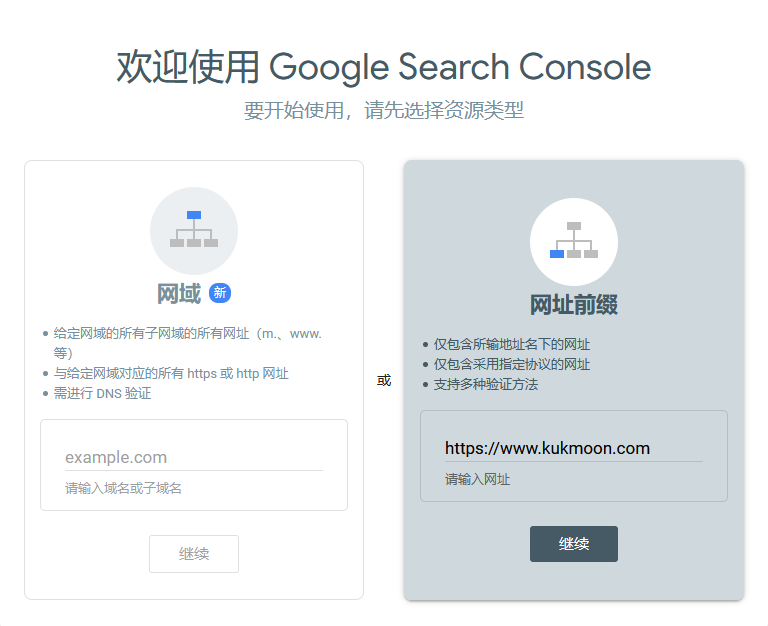 欢迎使用 Google Search Console
要开始使用，请先选择资源类型
网域 新
给定网域的所有子网域的所有网址（m.、www.
等）
与给定网域对应的所有 https 或 http 网址
需进行 DNS 验证
example.com
请输入域名或子域名
继续
或
网址前缀
仅包含所输地址名下的网址
仅包含采用指定协议的网址
支持多种验证方法
https://www.kukmoon.com
请输入网址
继续